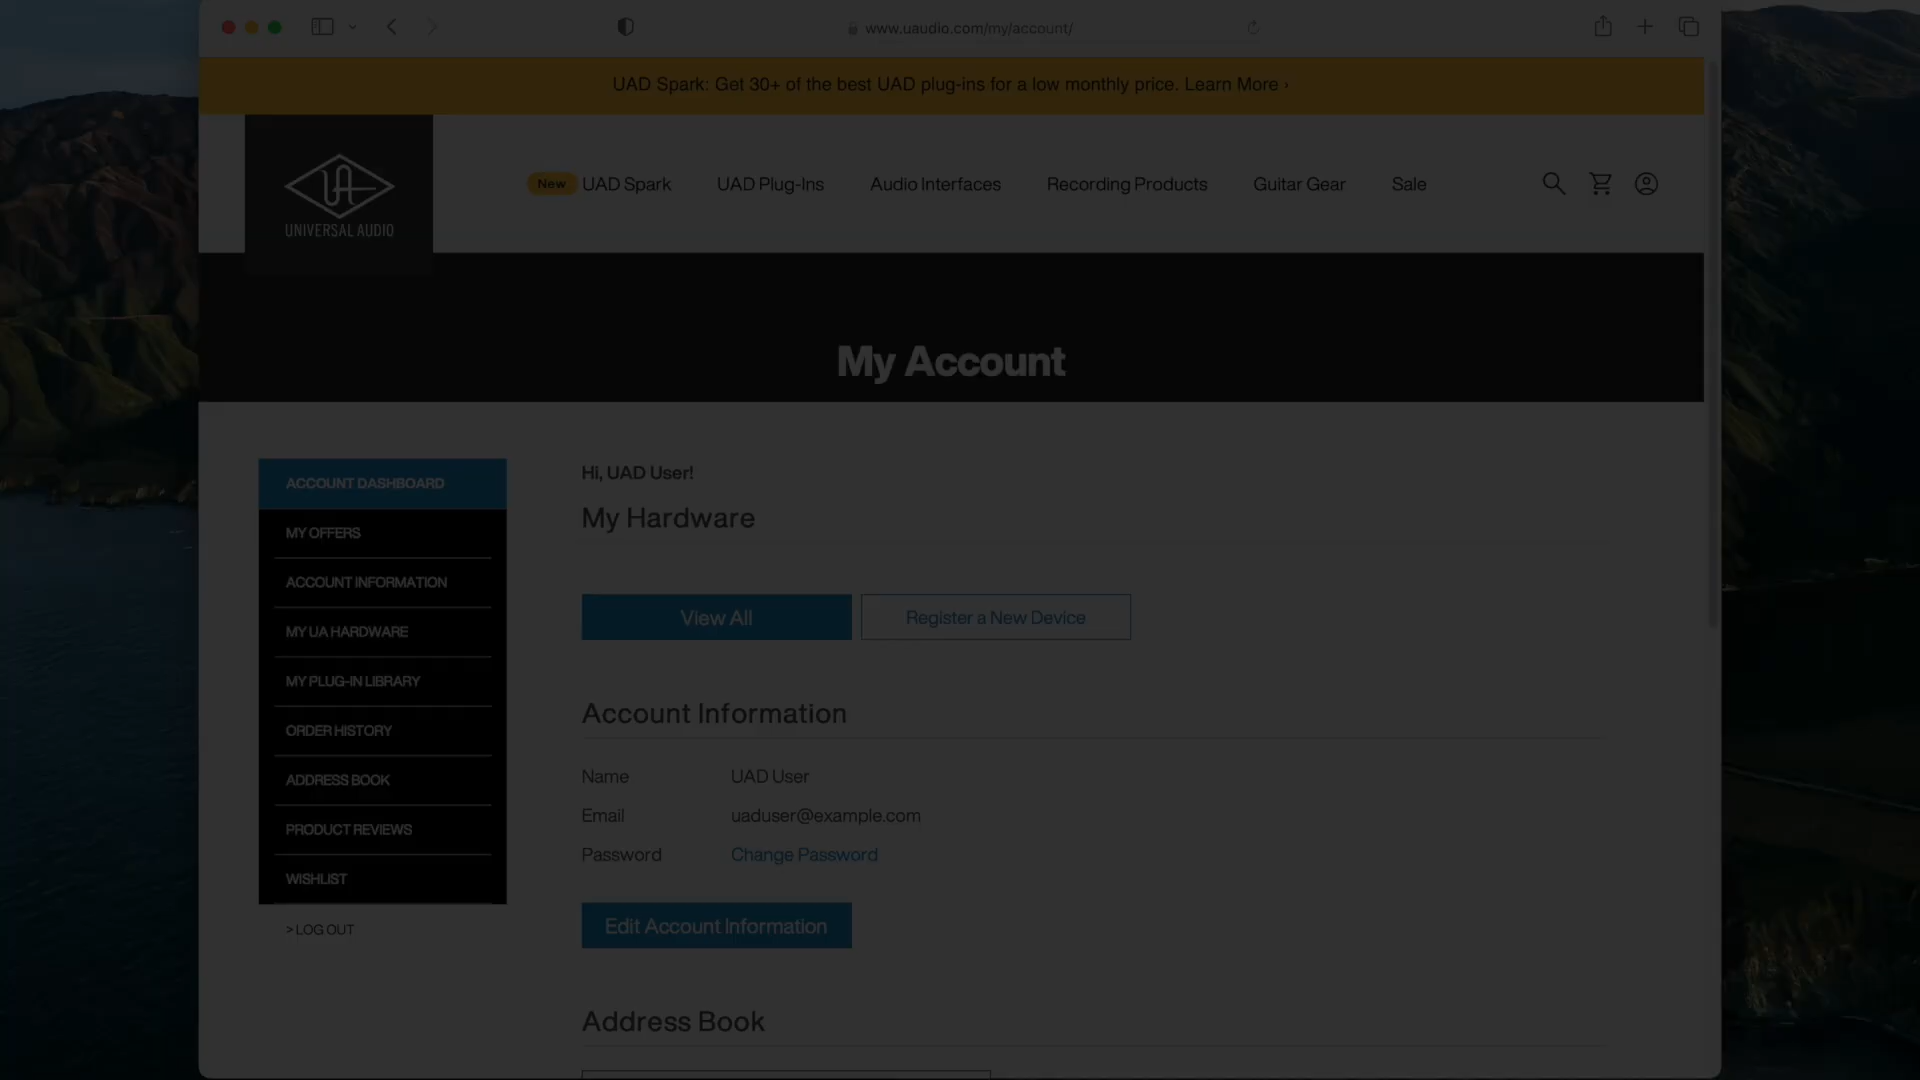 www.uaudio.com/my/account/
UAD Spark: Get 30+ of the best UAD plug-ins for a low monthly price. Learn More ›
UNIVERSAL AUDIO
New UAD Spark UAD Plug-Ins Audio Interfaces Recording Products Guitar Gear Sale
My Account
ACCOUNT DASHBOARD
MY OFFERS
ACCOUNT INFORMATION
MY UA HARDWARE
MY PLUG-IN LIBRARY
ORDER HISTORY
ADDRESS BOOK
PRODUCT REVIEWS
WISHLIST
> LOG OUT
Hi, UAD User!
My Hardware
View All Register a New Device
Account Information
Name UAD User
Email uaduser@example.com
Password Change Password
Edit Account Information
Address Book